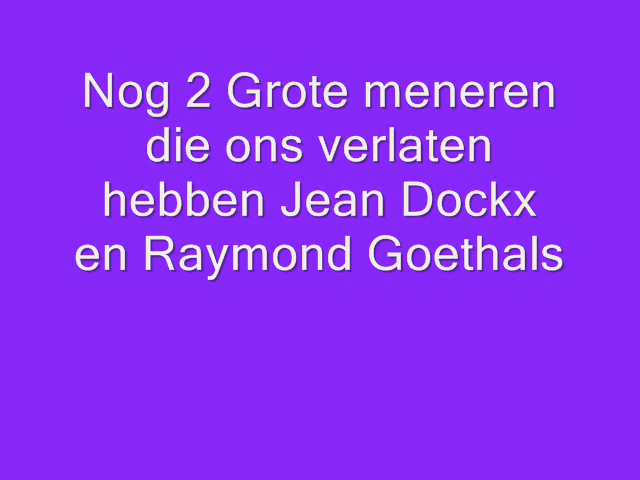 Nog 2 Grote meneren
die ons verlaten
hebben Jean Dockx
en Raymond Goethals